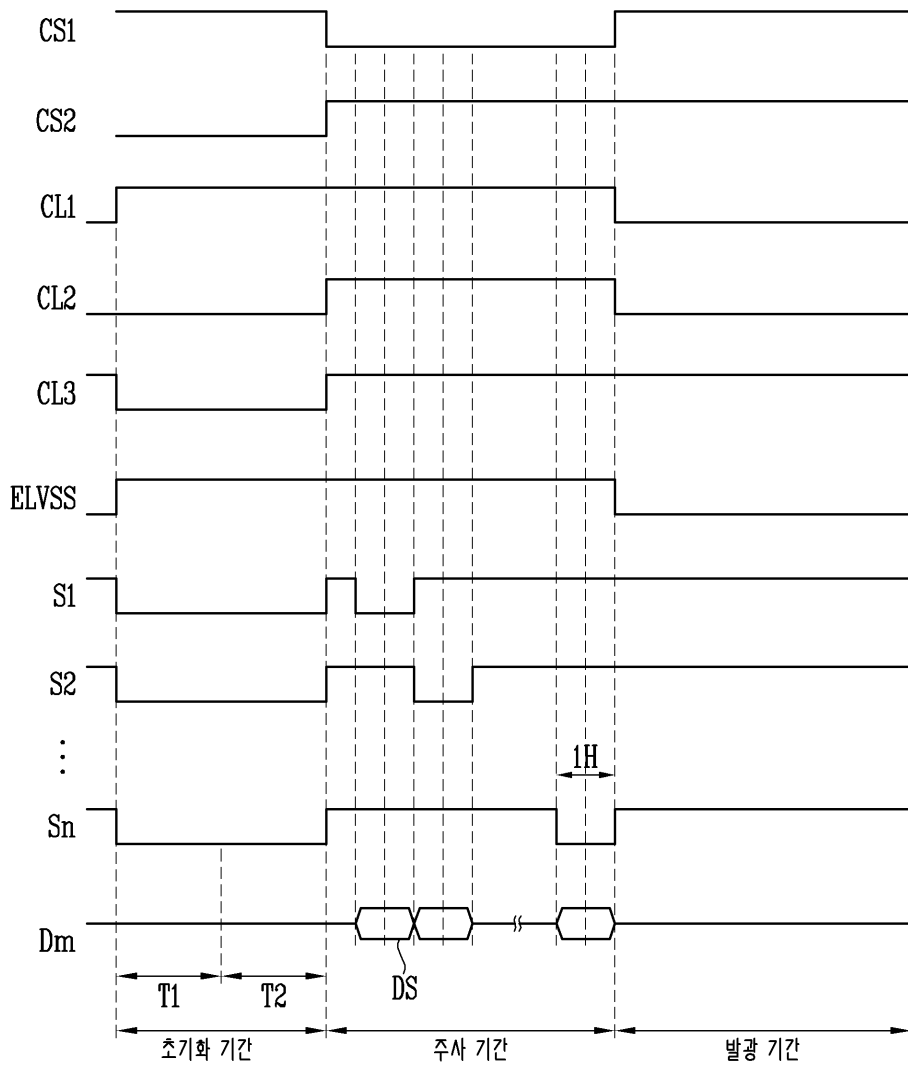 CS1
CS2
CL1
CL2
CL3
ELVSS
S1
S2
⋮
1H
Sn
Dm
DS
T1 T2
초기화 기간 주사 기간 발광 기간